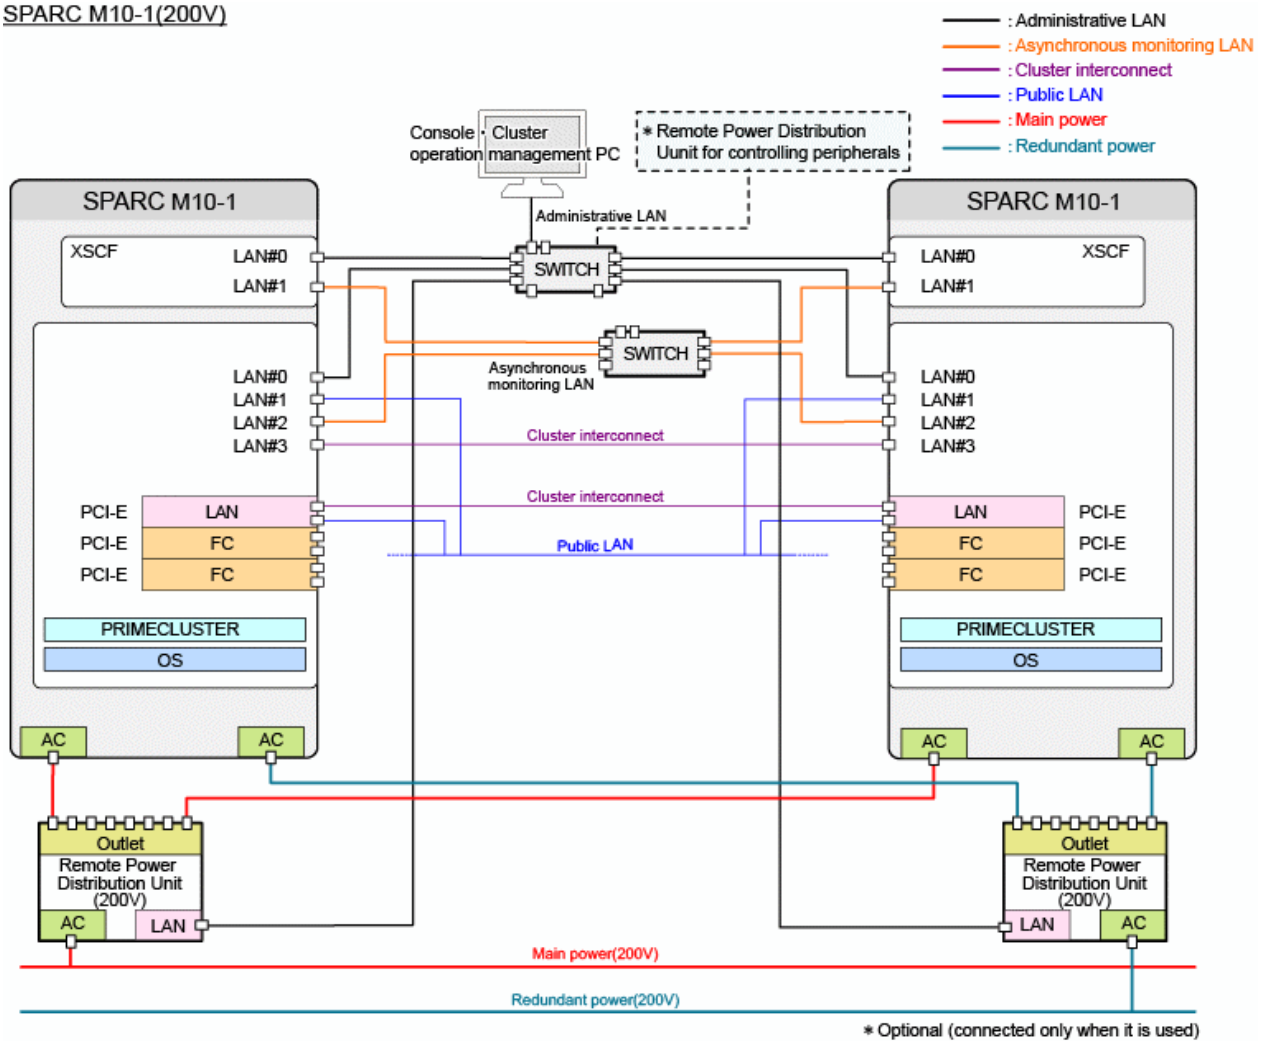 SPARC M10-1(200V)
: Administrative LAN
: Asynchronous monitoring LAN
: Cluster interconnect
: Public LAN
: Main power
: Redundant power
Console・Cluster
operation management PC
* Remote Power Distribution
Uunit for controlling peripherals
Administrative LAN
SPARC M10-1
XSCF
LAN#0
LAN#1
SWITCH
SPARC M10-1
LAN#0
XSCF
LAN#1
SWITCH
Asynchronous
monitoring LAN
LAN#0
LAN#1
LAN#2
LAN#3
LAN#0
LAN#1
LAN#2
LAN#3
Cluster interconnect
Cluster interconnect
Public LAN
PCI-E LAN
PCI-E FC
PCI-E FC
LAN PCI-E
FC PCI-E
FC PCI-E
PRIMECLUSTER
OS
PRIMECLUSTER
OS
AC
AC
AC
AC
Outlet
Remote Power
Distribution Unit
(200V)
AC
LAN
Outlet
Remote Power
Distribution Unit
(200V)
LAN
AC
Main power(200V)
Redundant power(200V)
* Optional (connected only when it is used)